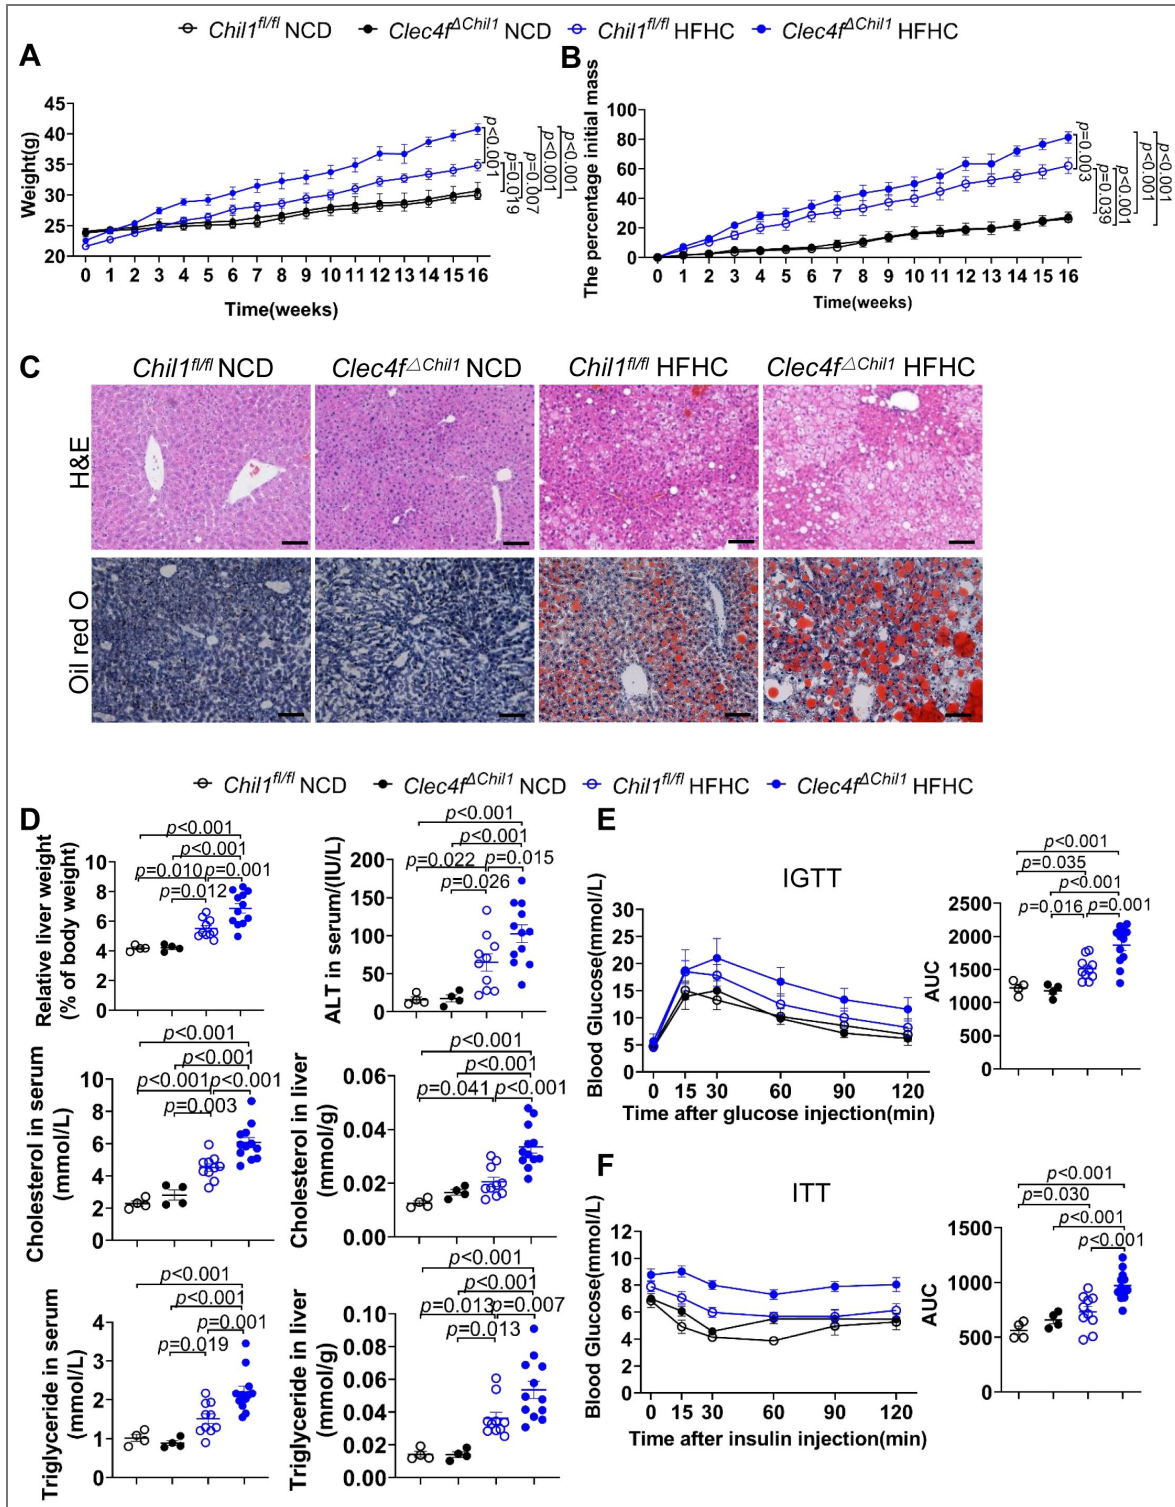 Chil1fl/fl NCD Clec4fΔChil1 NCD Chil1fl/fl HFHC Clec4fΔChil1 HFHC
A
B
Weight(g)
45
40
35
30
25
20
0 1 2 3 4 5 6 7 8 9 10 11 12 13 14 15 16
Time(weeks)
p<0.001
p=0.019
p=0.007
p<0.001
p<0.001
The percentage initial mass
100
80
60
40
20
0
0 1 2 3 4 5 6 7 8 9 10 11 12 13 14 15 16
Time(weeks)
p=0.003
p=0.039
p<0.001
p<0.001
p<0.001
C
Chil1fl/fl NCD Clec4f△Chil1 NCD Chil1fl/fl HFHC Clec4f△Chil1 HFHC
H&E
Oil red O
Chil1fl/fl NCD Clec4fΔChil1 NCD Chil1fl/fl HFHC Clec4fΔChil1 HFHC
D
Relative liver weight
(% of body weight)
10
8
6
4
2
0
p<0.001
p<0.001
p=0.010 p=0.001
p=0.012
ALT in serum/(IU/L)
200
150
100
50
0
p<0.001
p<0.001
p=0.022 p=0.015
p=0.026
Cholesterol in serum
(mmol/L)
10
8
6
4
2
0
p<0.001
p<0.001
p<0.001 p<0.001
p=0.003
Cholesterol in liver
(mmol/g)
0.06
0.04
0.02
0.00
p<0.001
p<0.001
p=0.041 p<0.001
Triglyceride in serum
(mmol/L)
4
3
2
1
0
p<0.001
p<0.001
p=0.001
p=0.019
Triglyceride in liver
(mmol/g)
0.10
0.08
0.06
0.04
0.02
0.00
p<0.001
p<0.001
p=0.013 p=0.007
p=0.013
E
IGTT
Blood Glucose(mmol/L)
30
25
20
15
10
5
0
0 15 30 60 90 120
Time after glucose injection(min)
AUC
2500
2000
1500
1000
500
0
p<0.001
p=0.035
p<0.001
p=0.016 p=0.001
F
ITT
Blood Glucose(mmol/L)
12
10
8
6
4
2
0
0 15 30 60 90 120
Time after insulin injection(min)
AUC
1500
1000
500
0
p<0.001
p=0.030
p<0.001
p<0.001